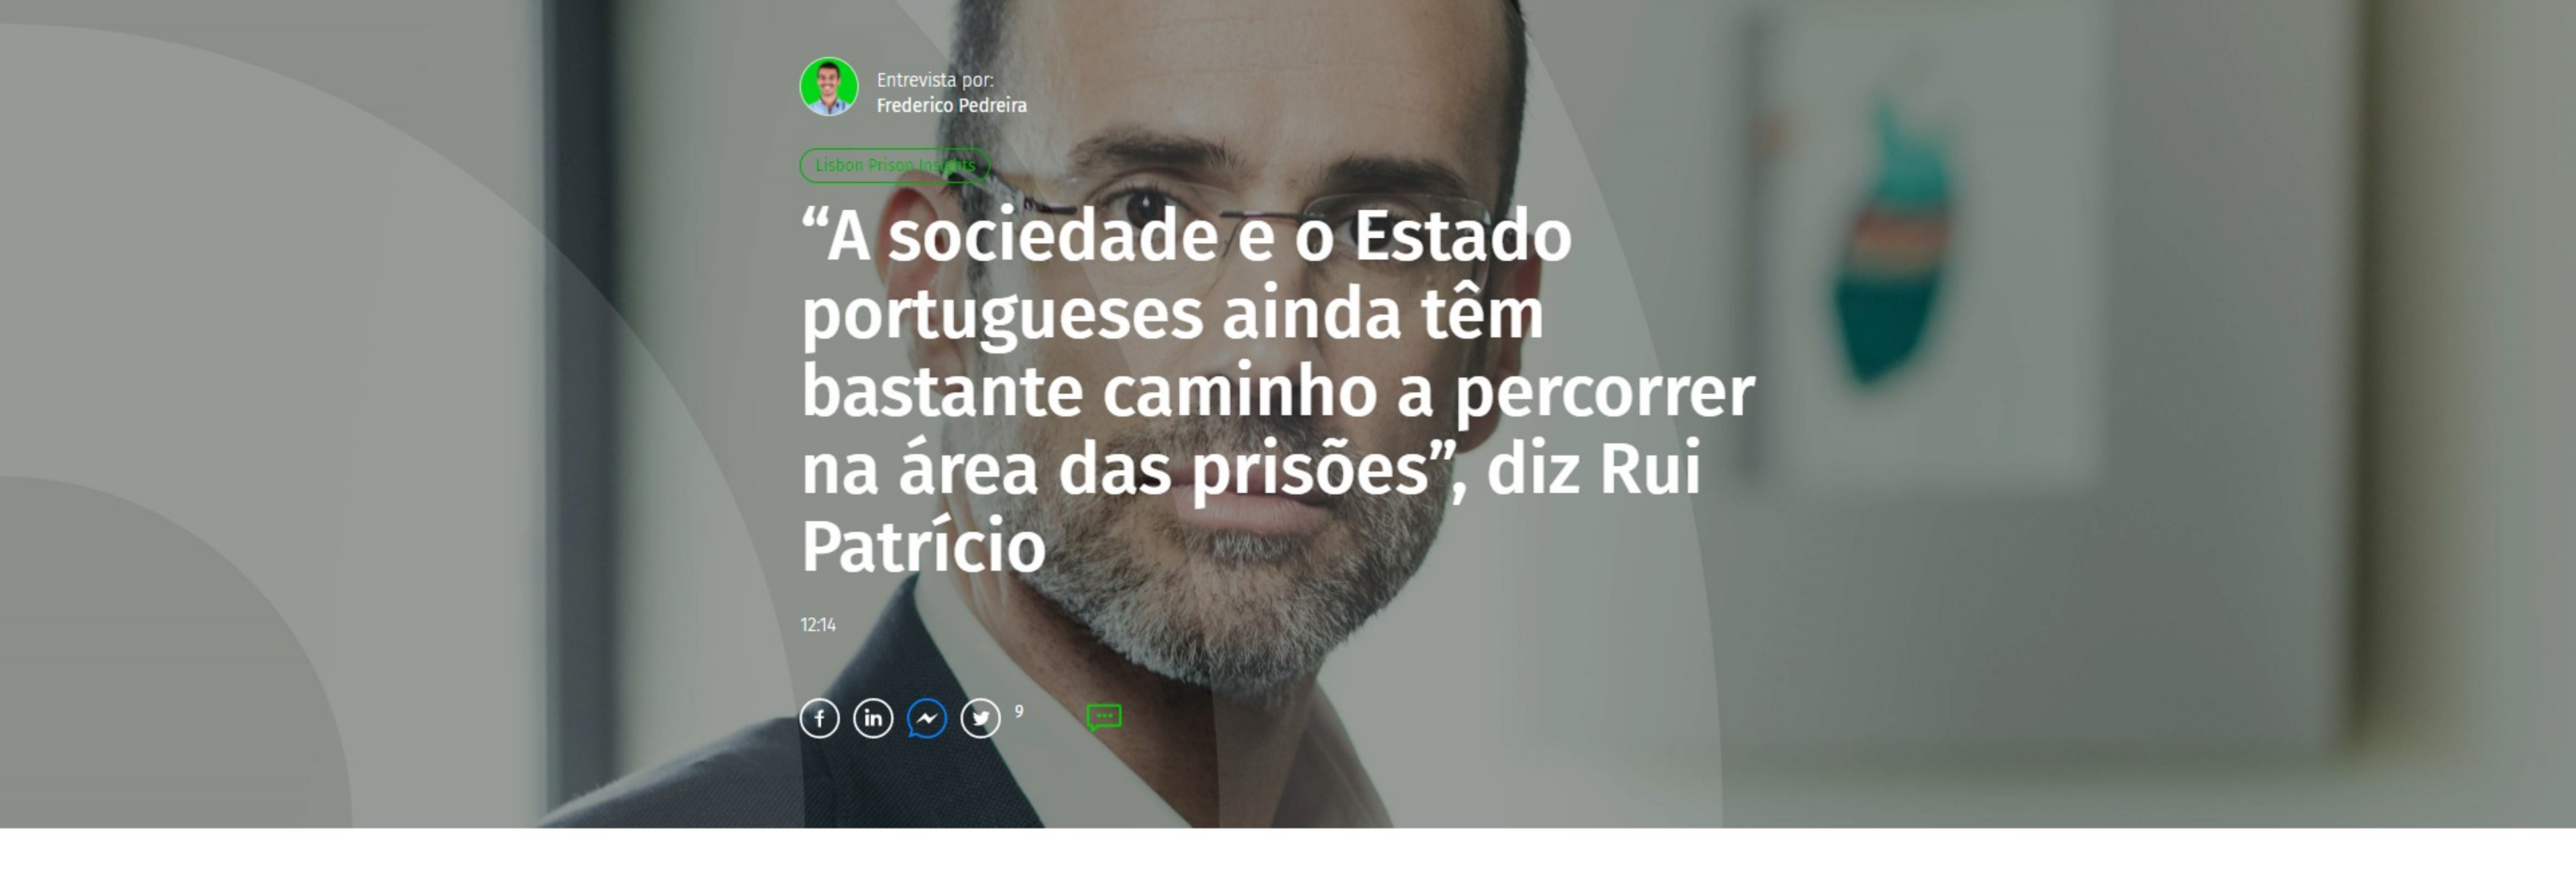 Entrevista por:
Frederico Pedreira
Lisbon Prison Insights
“A sociedade e o Estado
portugueses ainda têm
bastante caminho a percorrer
na área das prisões”, diz Rui
Patrício
12:14
9